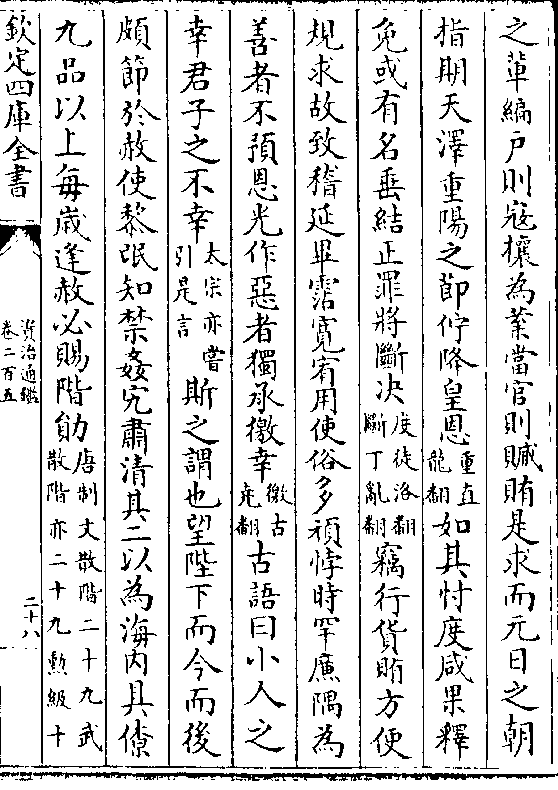 之軰編戸則寇攘為業當官則贓賄是求而元日之朝
指期天澤重陽之節佇降皇恩重直龍翻如其忖度咸果釋
免或有名垂結正罪將斷决度徒洛翻斷丁亂翻竊行貨賄方便
規求故致稽延畢霑寛宥用使俗多頑悖時罕亷隅為
善者不預恩光作惡者獨承徼幸徼古堯翻古語曰小人之
幸君子之不幸太宗亦嘗引是言斯之謂也望陛下而今而後
頗節於赦使黎氓知禁姦宄肅清其二以為海内具僚
九品以上每歲逢赦必賜階勛唐制文散階二十九武散階亦二十九勲級十
欽定四庫全書
資治通鑑
卷二百五
二十八